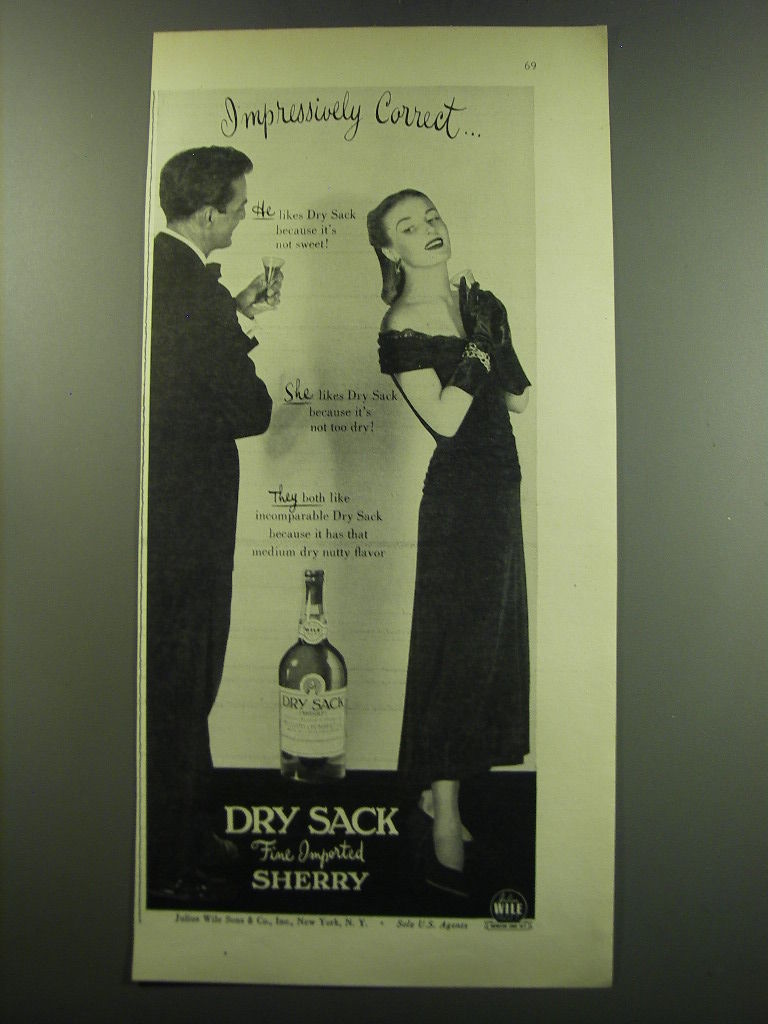 69
Impressively Correct...
He likes Dry Sack
because it's
not sweet!
She likes Dry Sack
because it's
not too dry!
They both like
incomparable Dry Sack
because it has that
medium dry nutty flavor
WILE
DRY SACK
DRY SACK
Fine Imported
SHERRY
WILE
Julius Wile Sons & Co., Inc., New York, N. Y. • Sole U.S. Agents